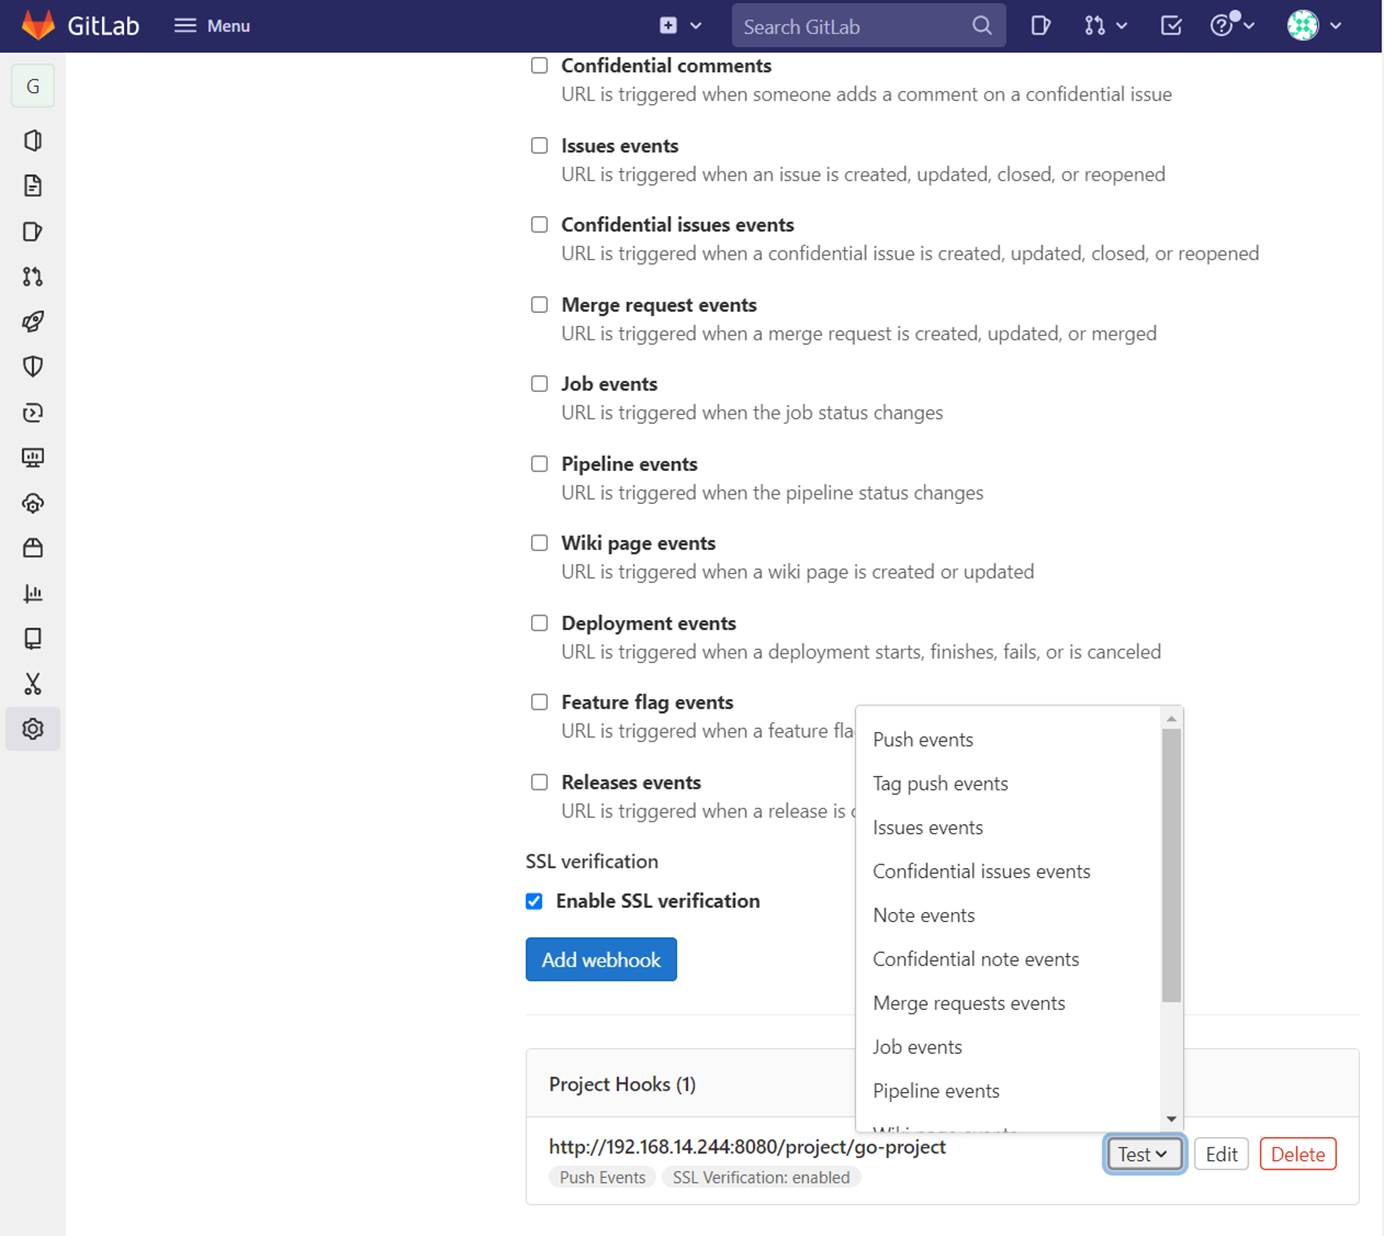 GitLab
Menu
Search GitLab
G
Confidential comments
URL is triggered when someone adds a comment on a confidential issue
Issues events
URL is triggered when an issue is created, updated, closed, or reopened
Confidential issues events
URL is triggered when a confidential issue is created, updated, closed, or reopened
Merge request events
URL is triggered when a merge request is created, updated, or merged
Job events
URL is triggered when the job status changes
Pipeline events
URL is triggered when the pipeline status changes
Wiki page events
URL is triggered when a wiki page is created or updated
Deployment events
URL is triggered when a deployment starts, finishes, fails, or is canceled
Feature flag events
URL is triggered when a feature
Releases events
URL is triggered when a release is
SSL verification
Enable SSL verification
Add webhook
Push events
Tag push events
Issues events
Confidential issues events
Note events
Confidential note events
Merge requests events
Job events
Pipeline events
Project Hooks (1)
http://192.168.14.244:8080/project/go-project
Push Events
SSL Verification: enabled
Test
Edit
Delete